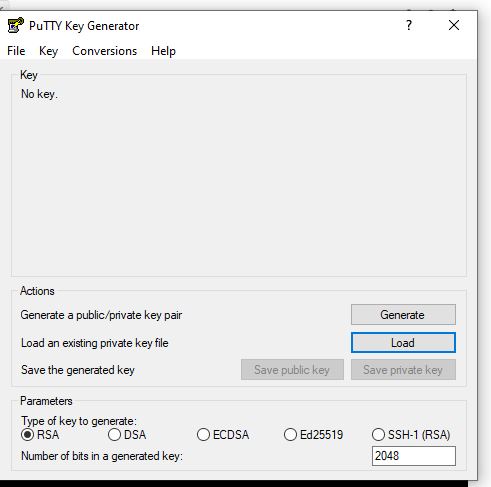 PuTTY Key Generator ?
File Key Conversions Help
Key
No key.
Actions
Generate a public/private key pair Generate
Load an existing private key file Load
Save the generated key Save public key Save private key
Parameters
Type of key to generate:
RSA DSA ECDSA Ed25519 SSH-1 (RSA)
Number of bits in a generated key: 2048